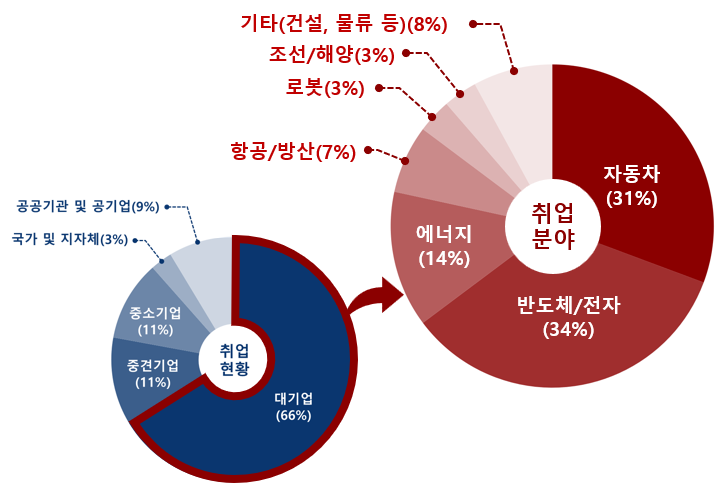 기타(건설, 물류 등)(8%)
조선/해양(3%)
로봇(3%)
항공/방산(7%)
자동차
(31%)
취업
분야
에너지
(14%)
반도체/전자
(34%)
공공기관 및 공기업(9%)
국가 및 지자체(3%)
중소기업
(11%)
중견기업
(11%)
취업
현황
대기업
(66%)